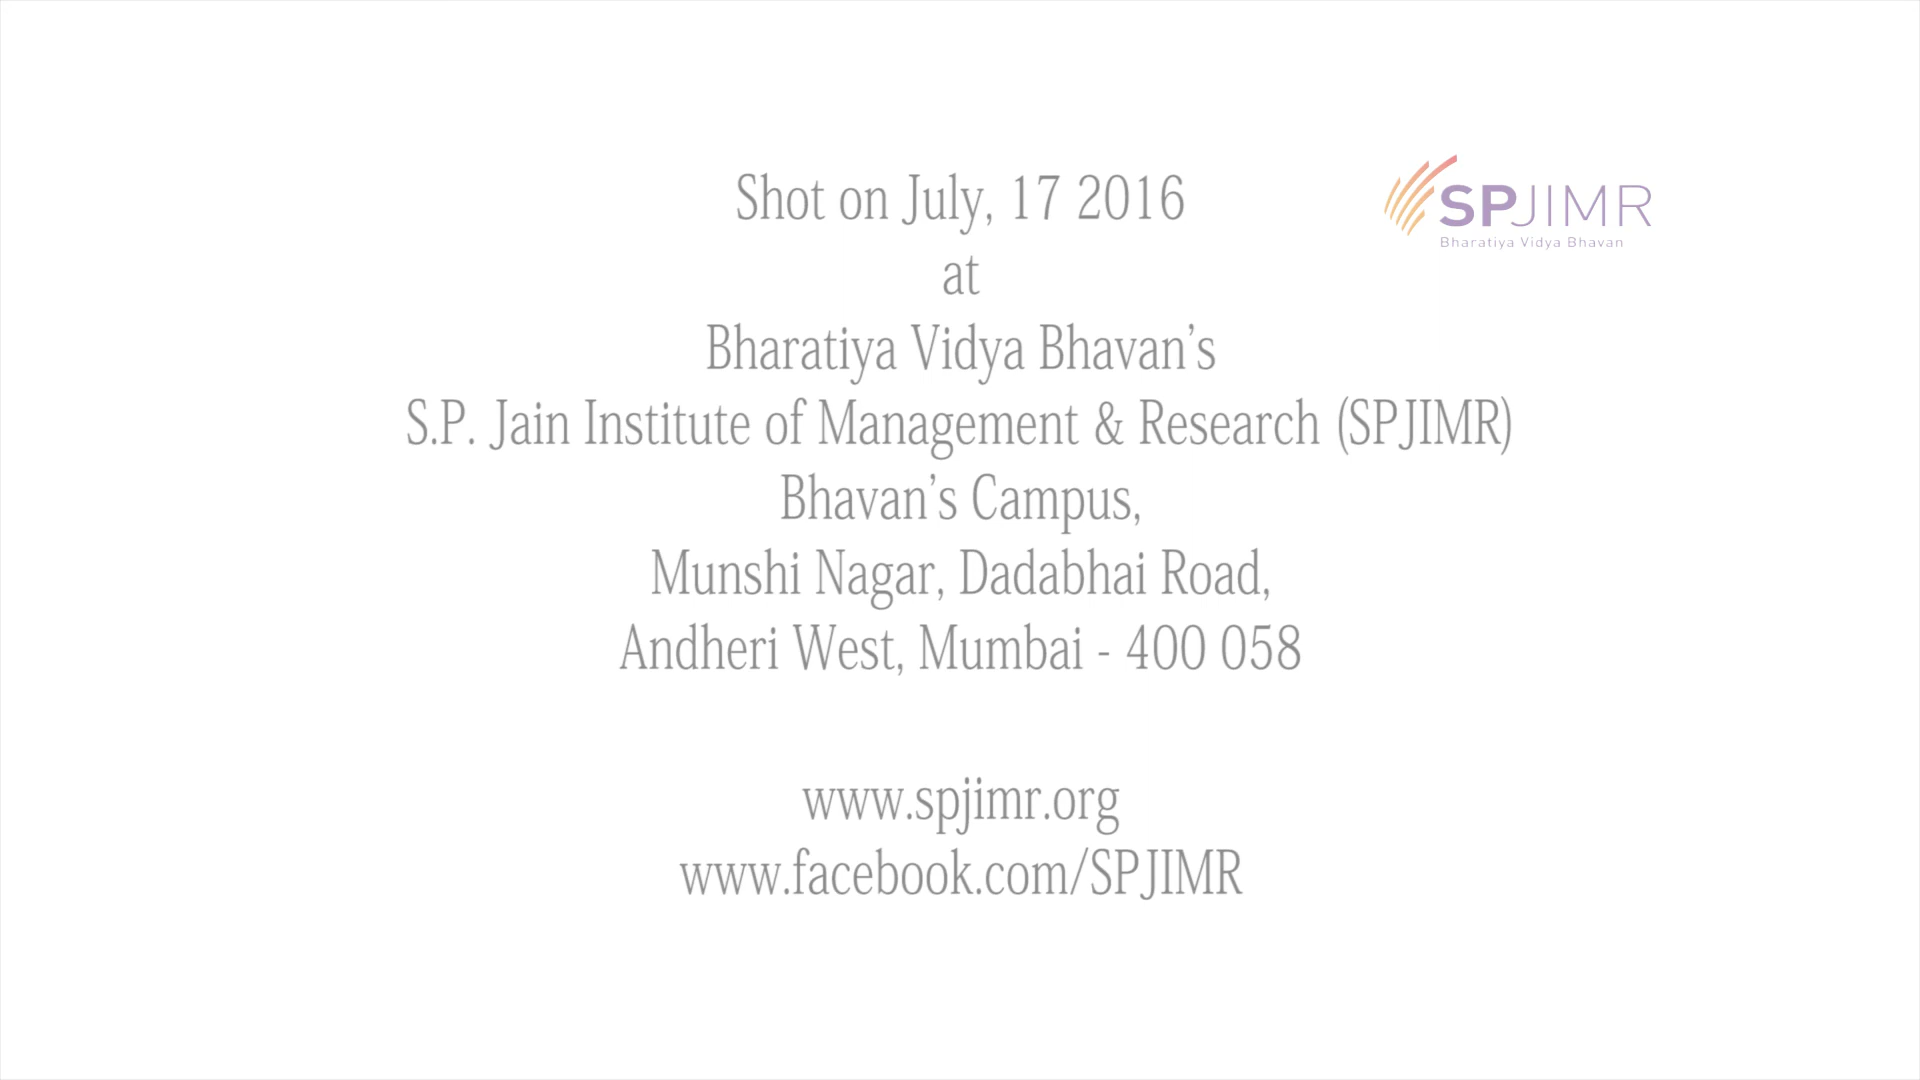 Shot on July, 17 2016
at
Bharatiya Vidya Bhavan’s
S.P. Jain Institute of Management & Research (SPJIMR)
Bhavan’s Campus,
Munshi Nagar, Dadabhai Road,
Andheri West, Mumbai - 400 058
www.spjimr.org
www.facebook.com/SPJIMR
SPJIMR
Bharatiya Vidya Bhavan